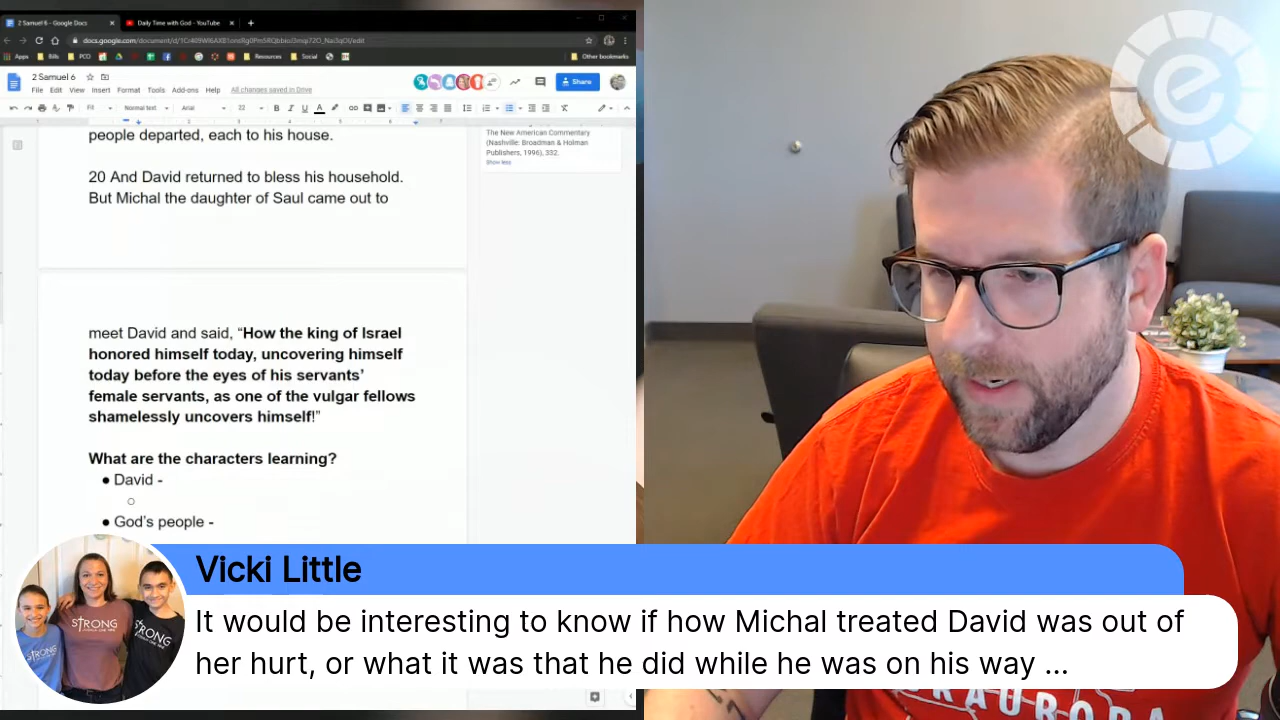 2 Samuel 6 - Google Docs
Daily Time with God - YouTube
Apps
Bills
PCO
Resources
Social
Other bookmarks
2 Samuel 6
File Edit View Insert Format Tools Add-ons Help All changes saved in Drive
Share
Fit Normal text Arial 22
people departed, each to his house.
The New American Commentary
(Nashville: Broadman & Holman
Publishers, 1996), 332.
Show less
20 And David returned to bless his household.
But Michal the daughter of Saul came out to
meet David and said, “How the king of Israel
honored himself today, uncovering himself
today before the eyes of his servants’
female servants, as one of the vulgar fellows
shamelessly uncovers himself!”
What are the characters learning?
● David -
○
● God’s people -
Vicki Little
It would be interesting to know if how Michal treated David was out of
her hurt, or what it was that he did while he was on his way ...
STRONG